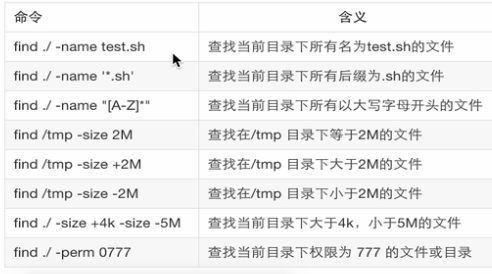 命令 含义
find ./ -name test.sh 查找当前目录下所有名为test.sh的文件
find ./ -name '*.sh' 查找当前目录下所有后缀为.sh的文件
find ./ -name "[A-Z]*" 查找当前目录下所有以大写字母开头的文件
find /tmp -size 2M 查找在/tmp 目录下等于2M的文件
find /tmp -size +2M 查找在/tmp 目录下大于2M的文件
find /tmp -size -2M 查找在/tmp 目录下小于2M的文件
find ./ -size +4k -size -5M 查找当前目录下大于4k，小于5M的文件
find ./ -perm 0777 查找当前目录下权限为 777 的文件或目录